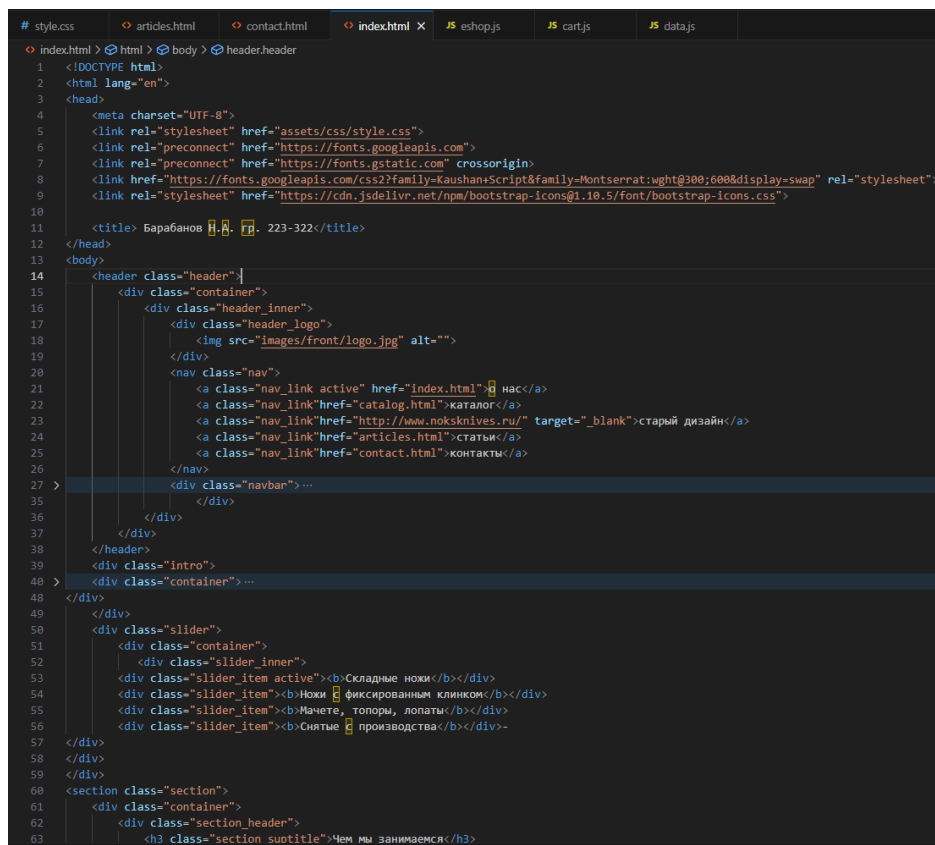 # style.css <> articles.html <> contact.html <> index.html × JS eshop.js JS cart.js JS data.js
<> index.html > html > body > header.header
1 <!DOCTYPE html>
2 <html lang="en">
3 <head>
4 <meta charset="UTF-8">
5 <link rel="stylesheet" href="assets/css/style.css">
6 <link rel="preconnect" href="https://fonts.googleapis.com">
7 <link rel="preconnect" href="https://fonts.gstatic.com" crossorigin>
8 <link href="https://fonts.googleapis.com/css2?family=Kaushan+Script&family=Montserrat:wght@300;600&display=swap" rel="stylesheet">
9 <link rel="stylesheet" href="https://cdn.jsdelivr.net/npm/bootstrap-icons@1.10.5/font/bootstrap-icons.css">
10
11 <title> Барабанов Н.А. гр. 223-322</title>
12 </head>
13 <body>
14 <header class="header">
15 <div class="container">
16 <div class="header_inner">
17 <div class="header_logo">
18 <img src="images/front/logo.jpg" alt="">
19 </div>
20 <nav class="nav">
21 <a class="nav_link active" href="index.html">о нас</a>
22 <a class="nav_link"href="catalog.html">каталог</a>
23 <a class="nav_link"href="http://www.noksknives.ru/" target="_blank">старый дизайн</a>
24 <a class="nav_link"href="articles.html">статьи</a>
25 <a class="nav_link"href="contact.html">контакты</a>
26 </nav>
27 > <div class="navbar">···
35 </div>
36 </div>
37 </div>
38 </header>
39 <div class="intro">
40 > <div class="container">···
48 </div>
49 </div>
50 <div class="slider">
51 <div class="container">
52 <div class="slider_inner">
53 <div class="slider_item active"><b>Складные ножи</b></div>
54 <div class="slider_item"><b>Ножи с фиксированным клинком</b></div>
55 <div class="slider_item"><b>Мачете, топоры, лопаты</b></div>
56 <div class="slider_item"><b>Снятые с производства</b></div>-
57 </div>
58 </div>
59 </div>
60 <section class="section">
61 <div class="container">
62 <div class="section_header">
63 <h3 class="section_suptitle">Чем мы занимаемся</h3>